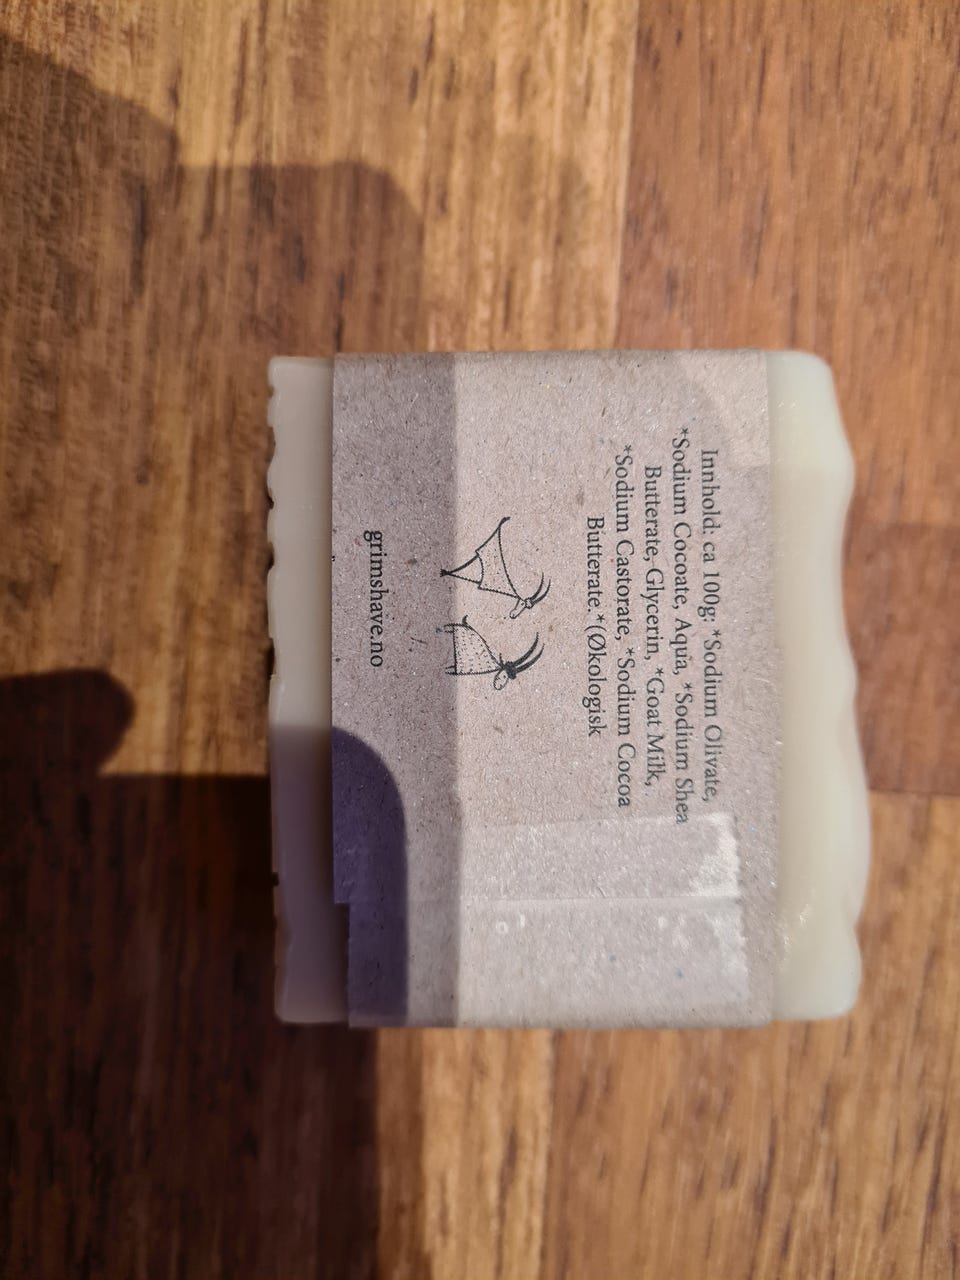 Innhold: ca 100g: *Sodium Olivate,
*Sodium Cocoate, Aqua, *Sodium Shea
Butterate, Glycerin, *Goat Milk,
*Sodium Castorate, *Sodium Cocoa
Butterate.*(Økologisk
grimshave.no